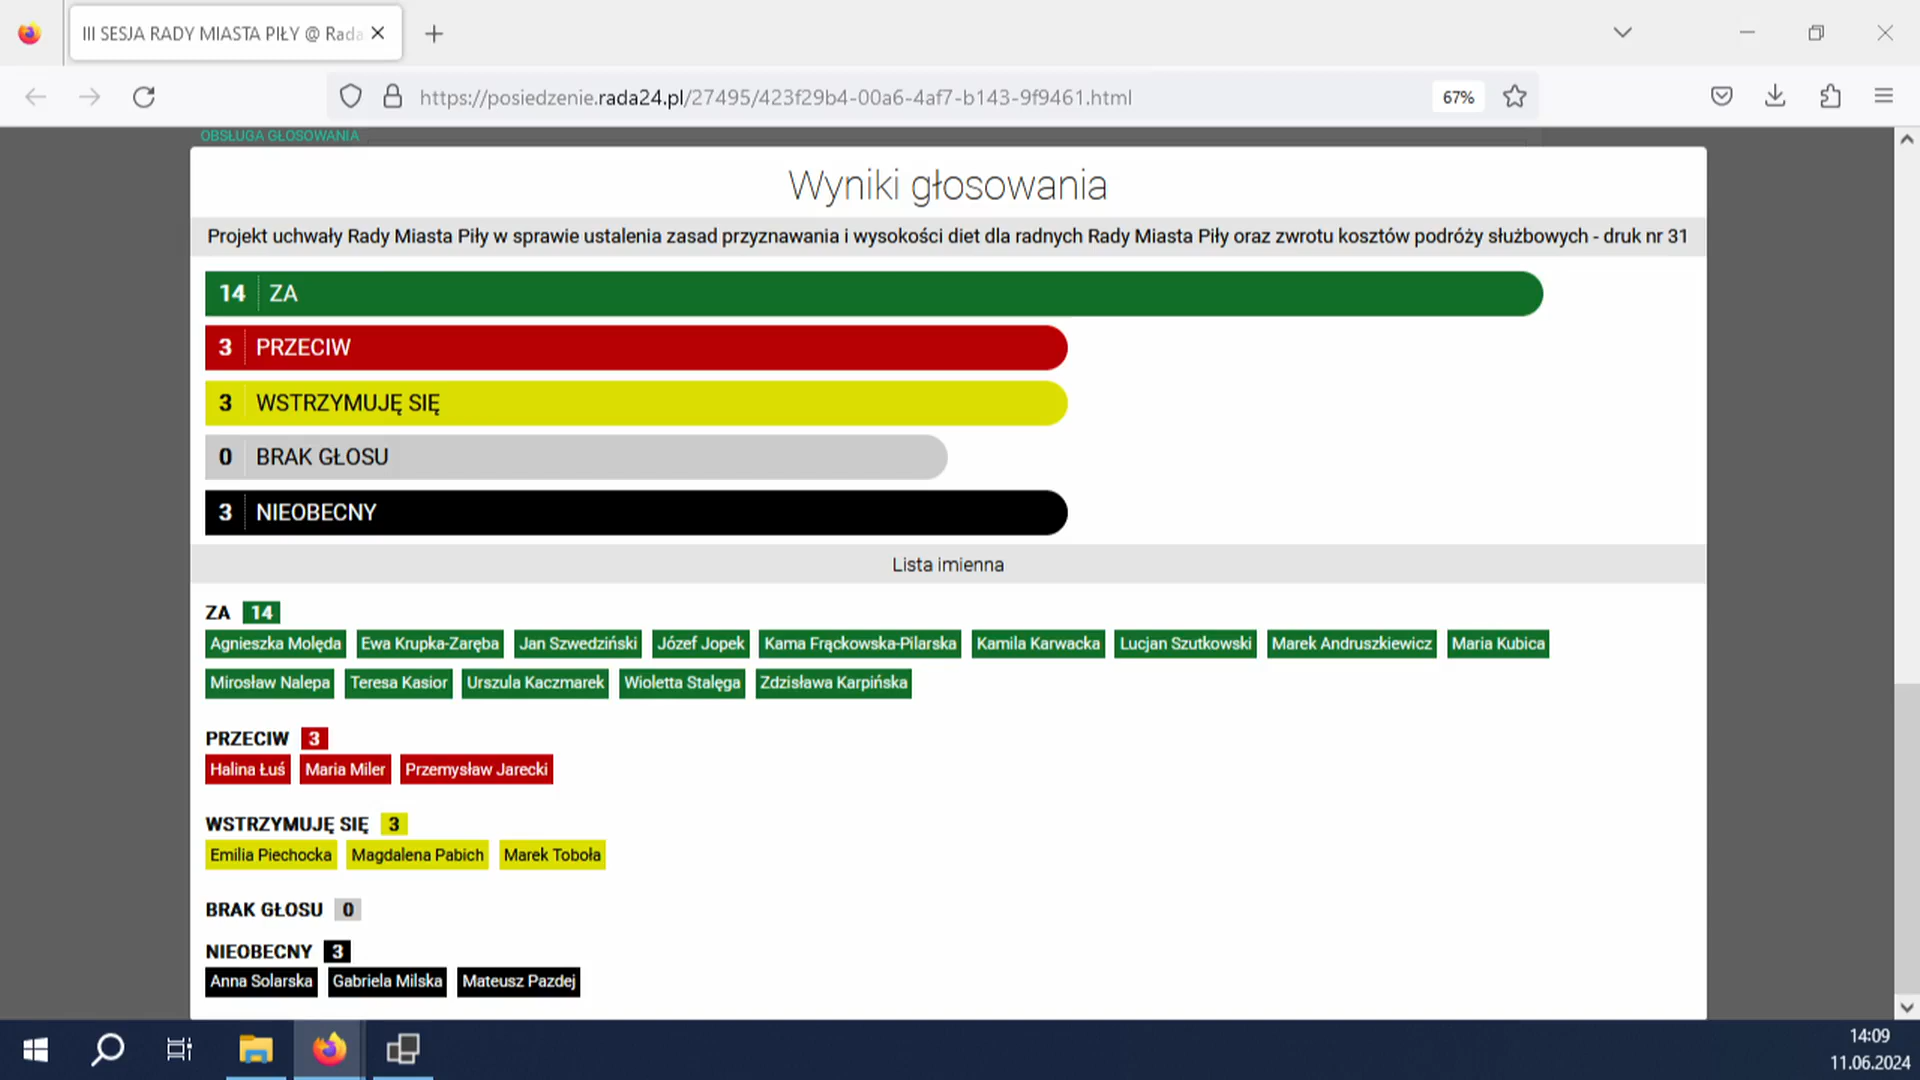 III SESJA RADY MIASTA PIŁY @ Rada
https://posiedzenie.rada24.pl/27495/423f29b4-00a6-4af7-b143-9f9461.html
67%
OBSŁUGA GŁOSOWANIA
Wyniki głosowania
Projekt uchwały Rady Miasta Piły w sprawie ustalenia zasad przyznawania i wysokości diet dla radnych Rady Miasta Piły oraz zwrotu kosztów podróży służbowych - druk nr 31
14 ZA
3 PRZECIW
3 WSTRZYMUJĘ SIĘ
0 BRAK GŁOSU
3 NIEOBECNY
Lista imienna
ZA 14
Agnieszka Molęda Ewa Krupka-Zaręba Jan Szwedziński Józef Jopek Kama Frąckowska-Pilarska Kamila Karwacka Lucjan Szutkowski Marek Andruszkiewicz Maria Kubica
Mirosław Nalepa Teresa Kasior Urszula Kaczmarek Wioletta Stalęga Zdzisława Karpińska
PRZECIW 3
Halina Łuś Maria Miler Przemysław Jarecki
WSTRZYMUJĘ SIĘ 3
Emilia Piechocka Magdalena Pabich Marek Toboła
BRAK GŁOSU 0
NIEOBECNY 3
Anna Solarska Gabriela Milska Mateusz Pazdej
14:09
11.06.2024